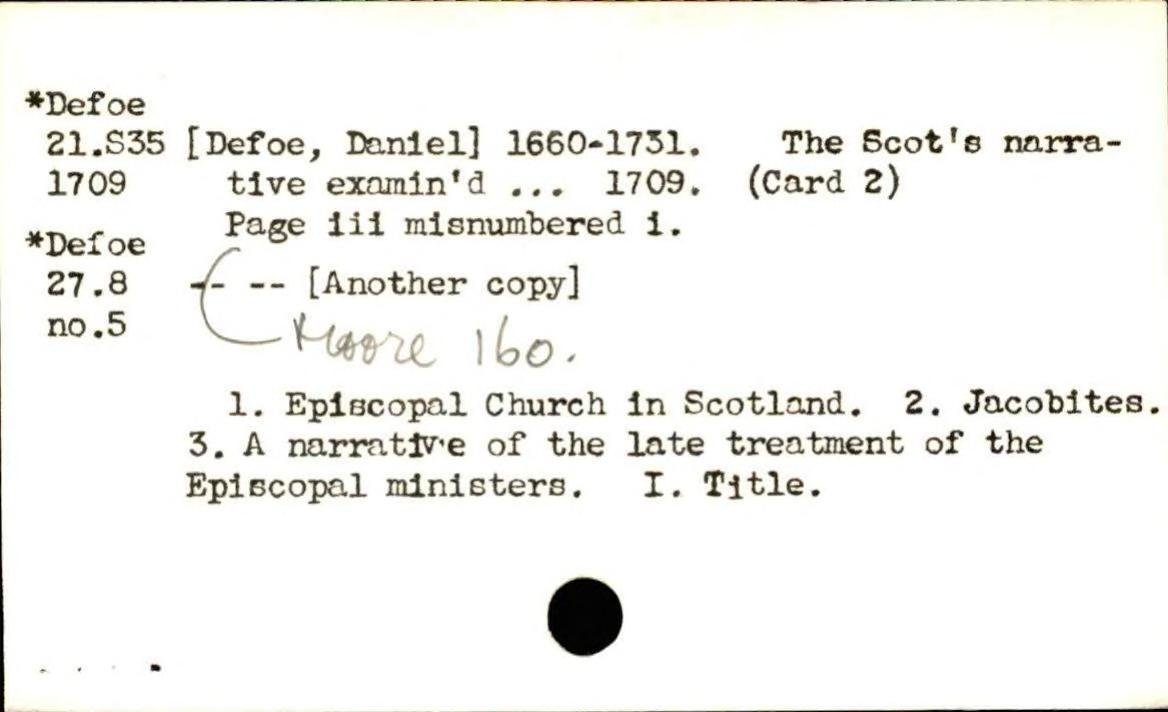 *Defoe
21.S35 [Defoe, Daniel] 1660-1731. The Scot's narra-
1709 tive examin'd ... 1709. (Card 2)
Page iii misnumbered i.
*Defoe
27.8 -- -- [Another copy]
no.5
Moore 160.
1. Episcopal Church in Scotland. 2. Jacobites.
3. A narrative of the late treatment of the
Episcopal ministers. I. Title.